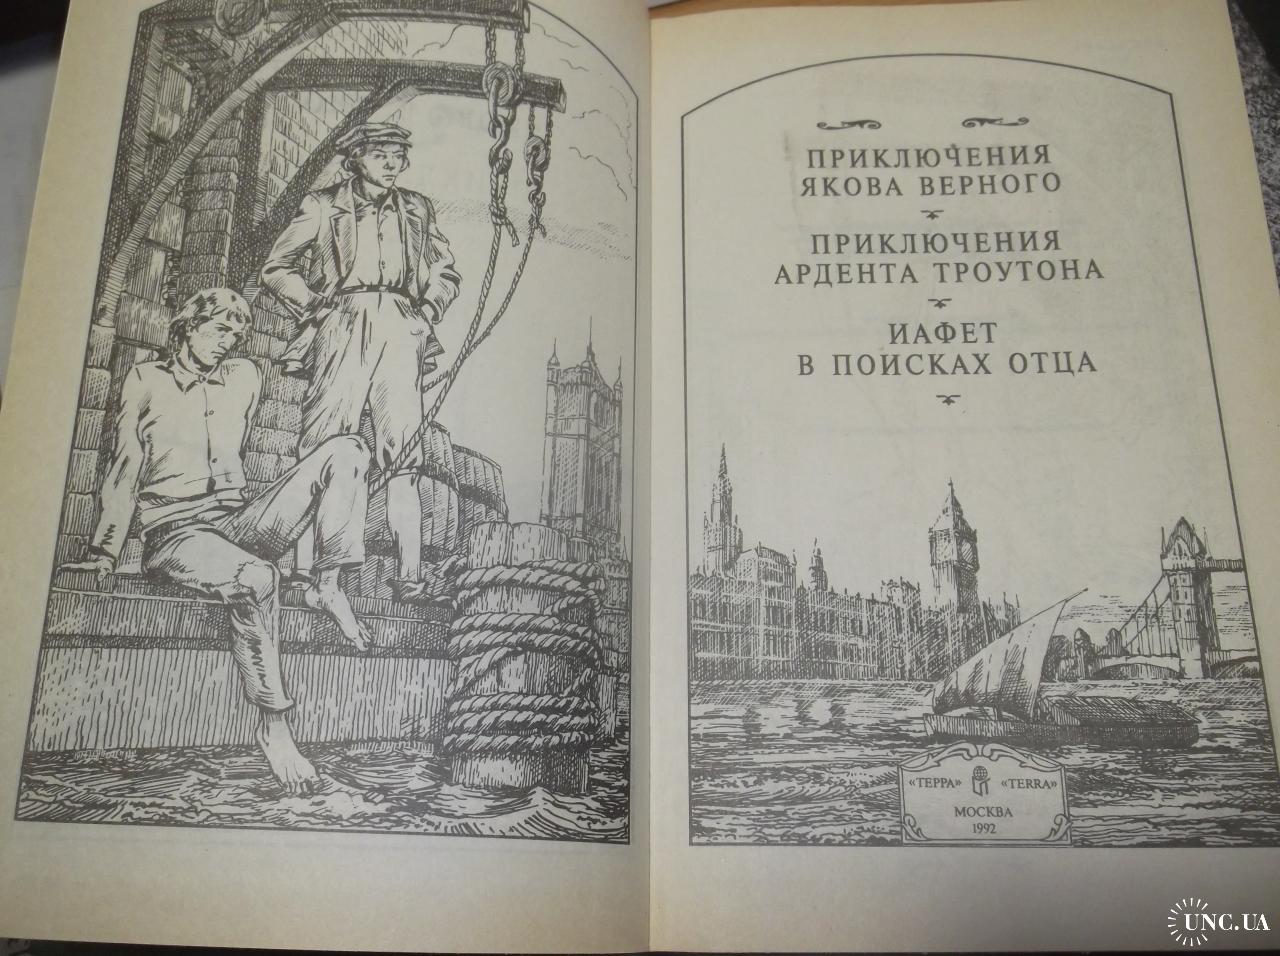 ПРИКЛЮЧЕНИЯ
ЯКОВА ВЕРНОГО
ПРИКЛЮЧЕНИЯ
АРДЕНТА ТРОУТОНА
ИАФЕТ
В ПОИСКАХ ОТЦА
«ТЕРРА» «TERRA»
МОСКВА
1992
UNC.UA